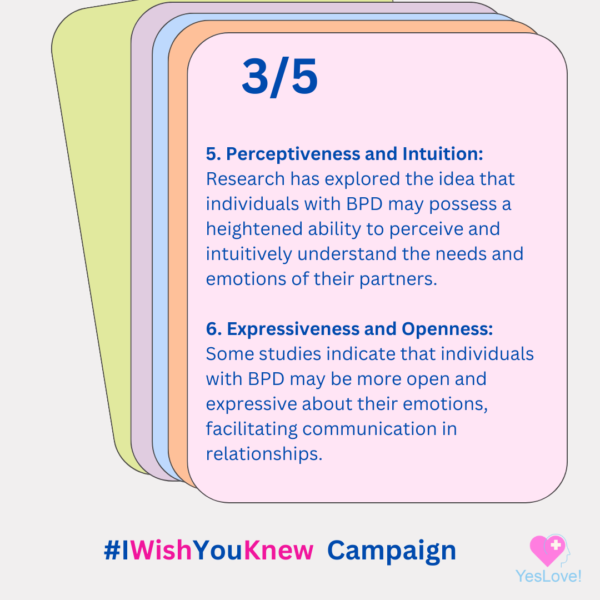 3/5
5. Perceptiveness and Intuition:
Research has explored the idea that
individuals with BPD may possess a
heightened ability to perceive and
intuitively understand the needs and
emotions of their partners.
6. Expressiveness and Openness:
Some studies indicate that individuals
with BPD may be more open and
expressive about their emotions,
facilitating communication in
relationships.
#IWishYouKnew Campaign
YesLove!